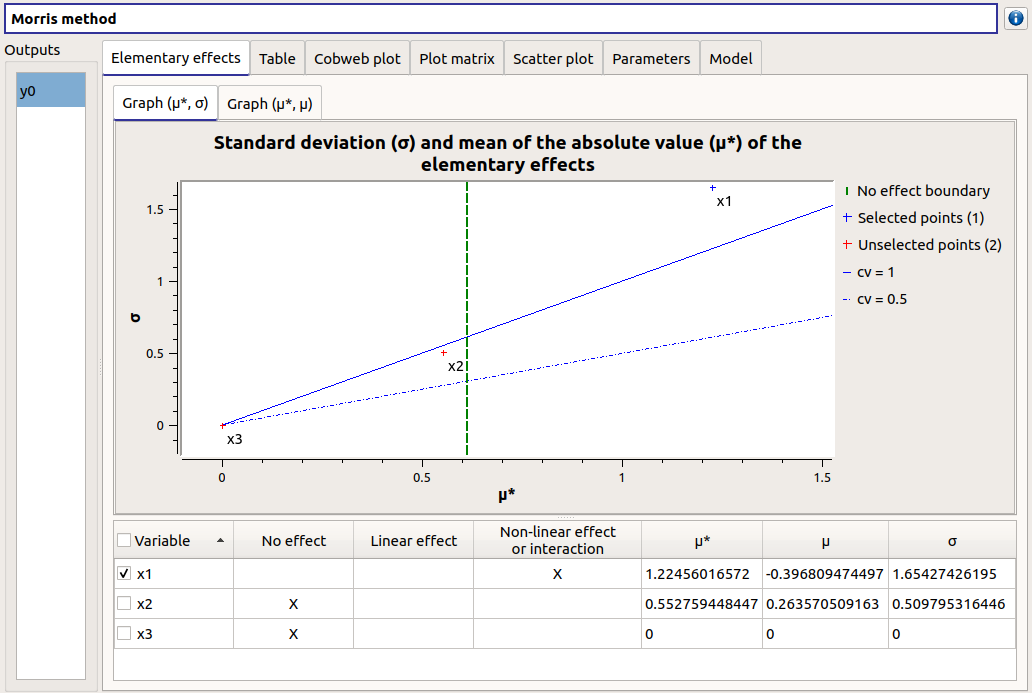 Morris method
Outputs
y0
Elementary effects Table Cobweb plot Plot matrix Scatter plot Parameters Model
Graph (μ*, σ) Graph (μ*, μ)
Standard deviation (σ) and mean of the absolute value (μ*) of the
elementary effects
σ
1.5
1
0.5
0
x1
x2
x3
0 0.5 1 1.5
μ*
No effect boundary
Selected points (1)
Unselected points (2)
cv = 1
cv = 0.5
Variable No effect Linear effect Non-linear effect
or interaction μ* μ σ
x1 X 1.22456016572 -0.396809474497 1.65427426195
x2 X 0.552759448447 0.263570509163 0.509795316446
x3 X 0 0 0